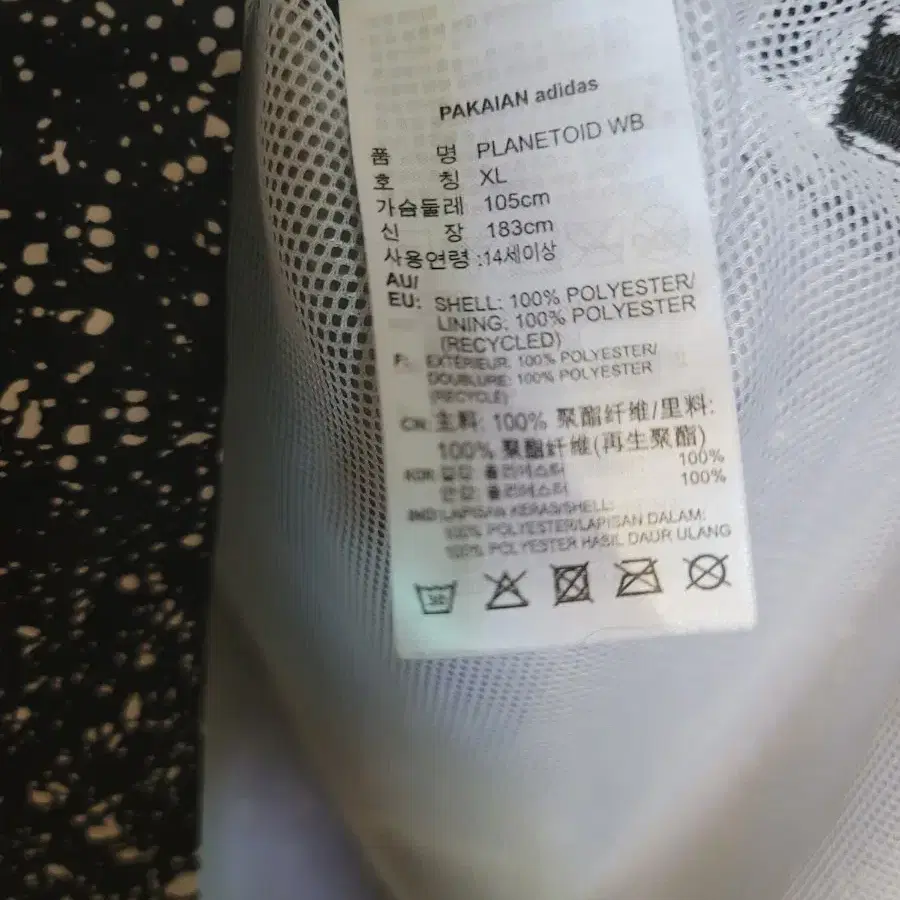 PAKAIAN adidas
품 명 PLANETOID WB
호 칭 XL
가슴둘레 105cm
신 장 183cm
사용연령 :14세이상
AU/
EU: SHELL: 100% POLYESTER/
LINING: 100% POLYESTER
(RECYCLED)
F: EXTÉRIEUR: 100% POLYESTER/
DOUBLURE: 100% POLYESTER
(RECYCLÉ)
CN: 主料: 100% 聚酯纤维/里料:
100% 聚酯纤维(再生聚酯)
KOR 겉감: 폴리에스터 100%
안감: 폴리에스터 100%
IND LAPISAN KERAS/SHELL:
100% POLYESTER/LAPISAN DALAM:
100% POLYESTER HASIL DAUR ULANG
30